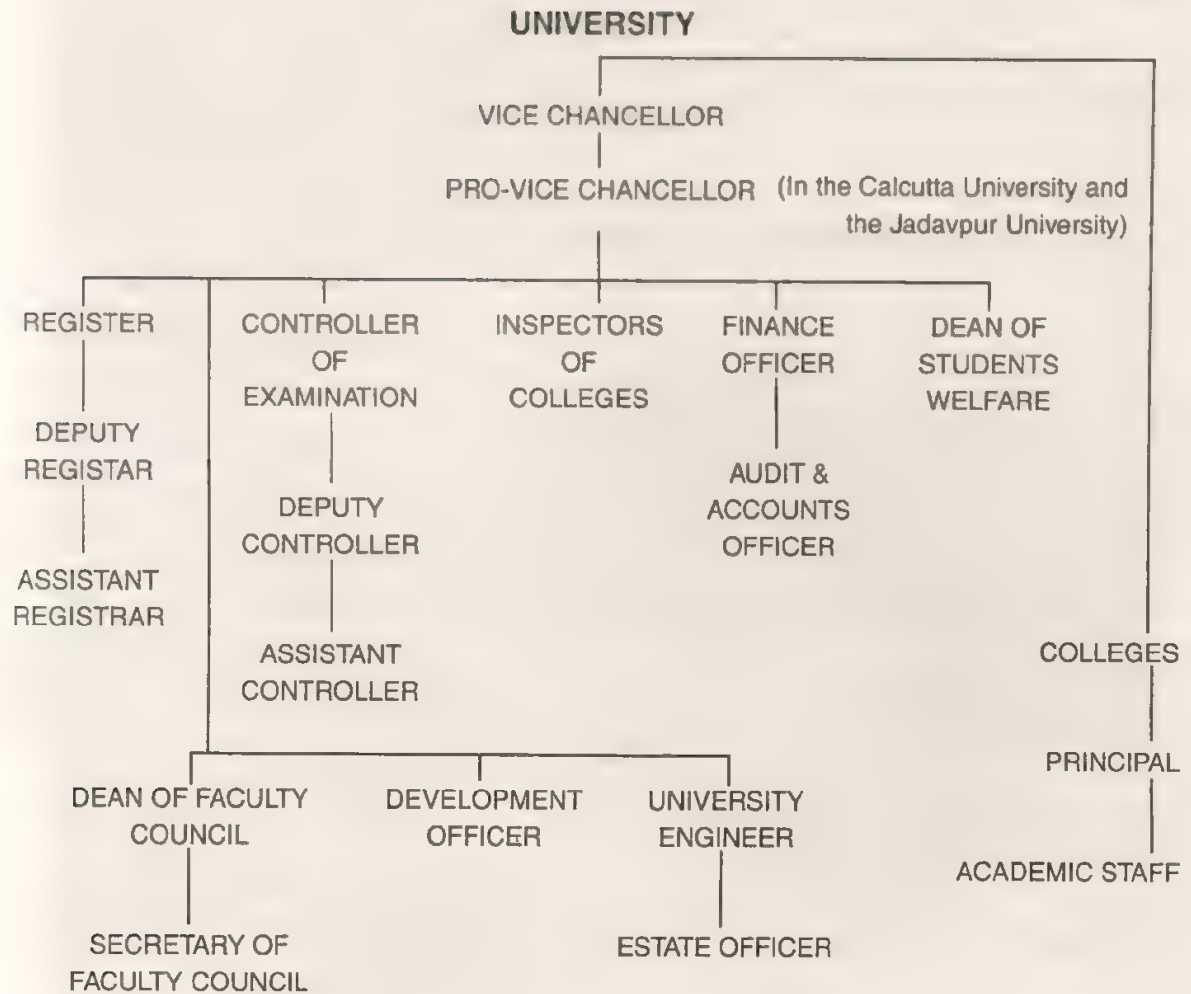 UNIVERSITY
VICE CHANCELLOR
PRO-VICE CHANCELLOR (In the Calcutta University and
the Jadavpur University)
REGISTER
DEPUTY
REGISTAR
ASSISTANT
REGISTRAR
CONTROLLER
OF
EXAMINATION
DEPUTY
CONTROLLER
ASSISTANT
CONTROLLER
INSPECTORS
OF
COLLEGES
FINANCE
OFFICER
AUDIT &
ACCOUNTS
OFFICER
DEAN OF
STUDENTS
WELFARE
DEAN OF FACULTY
COUNCIL
SECRETARY OF
FACULTY COUNCIL
DEVELOPMENT
OFFICER
UNIVERSITY
ENGINEER
ESTATE OFFICER
COLLEGES
PRINCIPAL
ACADEMIC STAFF